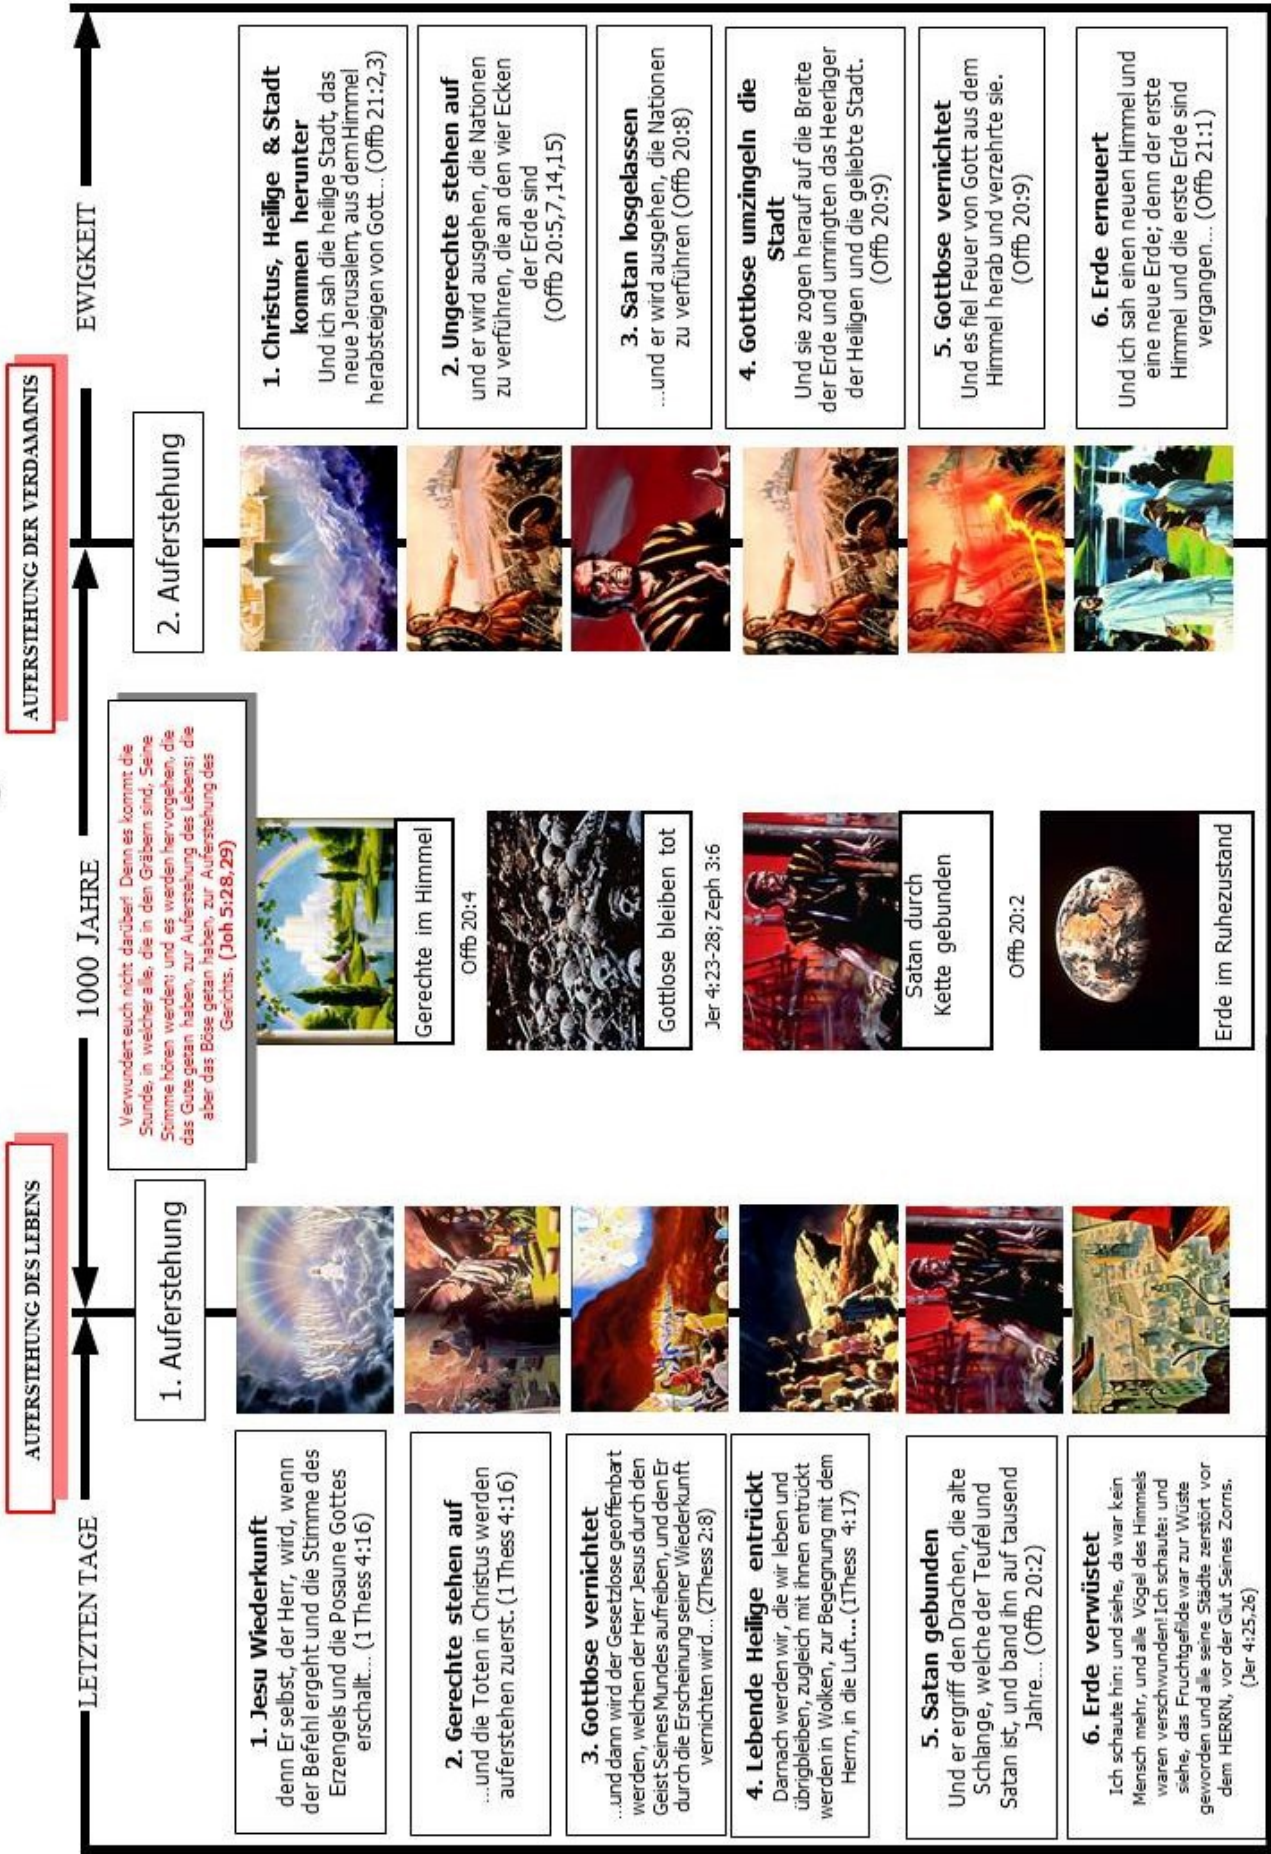 AUFERSTEHUNG DES LEBENS
AUFERSTEHUNG DER VERDAMMNIS
LETZTEN TAGE
1000 JAHRE
EWIGKEIT
1. Auferstehung
1. Jesu Wiederkunft
denn Er selbst, der Herr, wird, wenn
der Befehl ergeht und die Stimme des
Erzengels und die Posaune Gottes
erschallt... (1 Thess 4:16)
2. Gerechte stehen auf
...und die Toten in Christus werden
auferstehen zuerst. (1 Thess 4:16)
3. Gottlose vernichtet
...und dann wird der Gesetzlose geoffenbart
werden, welchen der Herr Jesus durch den
Geist Seines Mundes aufreiben, und den Er
durch die Erscheinung seiner Wiederkunft
vernichten wird... (2Thess 2:8)
4. Lebende Heilige entrückt
Darnach werden wir, die wir leben und
übrigbleiben, zugleich mit ihnen entrückt
werden in Wolken, zur Begegnung mit dem
Herrn, in die Luft... (1Thess 4:17)
5. Satan gebunden
Und er ergriff den Drachen, die alte
Schlange, welche der Teufel und
Satan ist, und band ihn auf tausend
Jahre... (Offb 20:2)
6. Erde verwüstet
Ich schaute hin: und siehe, da war kein
Mensch mehr, und alle Vögel des Himmels
waren verschwunden! Ich schaute: und
siehe, das Fruchtgefilde war zur Wüste
geworden und alle seine Städte zerstört vor
dem HERRN, vor der Glut Seines Zorns.
(Jer 4:25,26)
Verwundert euch nicht darüber! Denn es kommt die
Stunde, in welcher alle, die in den Gräbern sind, Seine
Stimme hören werden; und es werden hervorgehen, die
das Gute getan haben, zur Auferstehung des Lebens; die
aber das Böse getan haben, zur Auferstehung des
Gerichts. (Joh 5:28,29)
Gerechte im Himmel
Offb 20:4
Gottlose bleiben tot
Jer 4:23-28; Zeph 3:6
Satan durch
Kette gebunden
Offb 20:2
Erde im Ruhezustand
2. Auferstehung
1. Christus, Heilige & Stadt
kommen herunter
Und ich sah die heilige Stadt, das
neue Jerusalem, aus dem Himmel
herabsteigen von Gott... (Offb 21:2,3)
2. Ungerechte stehen auf
und er wird ausgehen, die Nationen
zu verführen, die an den vier Ecken
der Erde sind
(Offb 20:5,7,14,15)
3. Satan losgelassen
...und er wird ausgehen, die Nationen
zu verführen (Offb 20:8)
4. Gottlose umzingeln die
Stadt
Und sie zogen herauf auf die Breite
der Erde und umringten das Heerlager
der Heiligen und die geliebte Stadt.
(Offb 20:9)
5. Gottlose vernichtet
Und es fiel Feuer von Gott aus dem
Himmel herab und verzehrte sie.
(Offb 20:9)
6. Erde erneuert
Und ich sah einen neuen Himmel und
eine neue Erde; denn der erste
Himmel und die erste Erde sind
vergangen... (Offb 21:1)